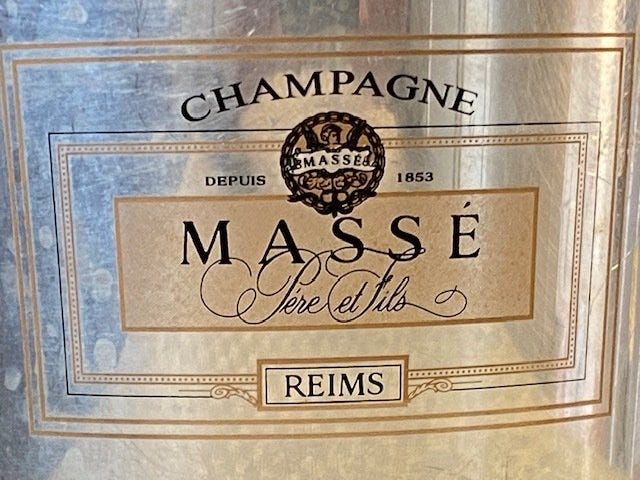 CHAMPAGNE
MASSÉ
DEPUIS 1853
MASSÉ
Père et Fils
REIMS